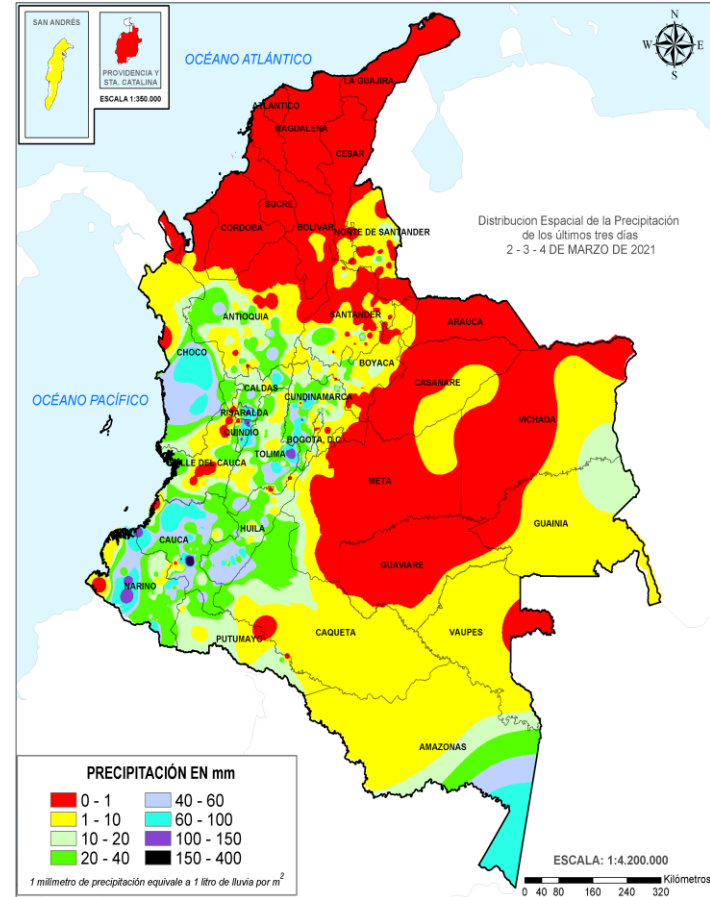 SAN ANDRÉS
PROVIDENCIA Y
STA. CATALINA
ESCALA 1:350.000
N
W
E
S
OCÉANO ATLÁNTICO
LA GUAJIRA
ATLANTICO
MAGDALENA
CESAR
SUCRE
CORDOBA
BOLIVAR
NORTE DE SANTANDER
Distribucion Espacial de la Precipitación
de los últimos tres días
2 - 3 - 4 DE MARZO DE 2021
ANTIOQUIA
SANTANDER
ARAUCA
CHOCO
BOYACA
CASANARE
OCÉANO PACÍFICO
CALDAS
CUNDINAMARCA
RISARALDA
VICHADA
QUINDIO
BOGOTA, D.C.
TOLIMA
VALLE DEL CAUCA
META
GUAINIA
CAUCA
HUILA
GUAVIARE
NARINO
PUTUMAYO
CAQUETA
VAUPES
AMAZONAS
PRECIPITACIÓN EN mm
0 - 1
40 - 60
1 - 10
60 - 100
10 - 20
100 - 150
20 - 40
150 - 400
1 milímetro de precipitación equivale a 1 litro de lluvia por m²
ESCALA: 1:4.200.000
Kilómetros
0 40 80 160 240 320